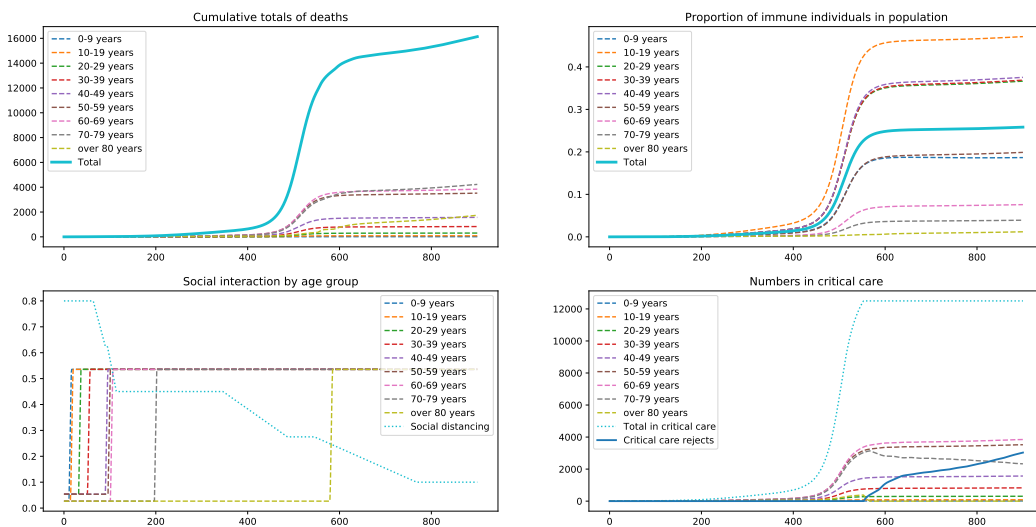 Cumulative totals of deaths
16000
14000
12000
10000
8000
6000
4000
2000
0
0-9 years
10-19 years
20-29 years
30-39 years
40-49 years
50-59 years
60-69 years
70-79 years
over 80 years
Total
0 200 400 600 800
Proportion of immune individuals in population
0.4
0.3
0.2
0.1
0.0
0-9 years
10-19 years
20-29 years
30-39 years
40-49 years
50-59 years
60-69 years
70-79 years
over 80 years
Total
0 200 400 600 800
Social interaction by age group
0.8
0.7
0.6
0.5
0.4
0.3
0.2
0.1
0.0
0-9 years
10-19 years
20-29 years
30-39 years
40-49 years
50-59 years
60-69 years
70-79 years
over 80 years
Social distancing
0 200 400 600 800
Numbers in critical care
12000
10000
8000
6000
4000
2000
0
0-9 years
10-19 years
20-29 years
30-39 years
40-49 years
50-59 years
60-69 years
70-79 years
over 80 years
Total in critical care
Critical care rejects
0 200 400 600 800